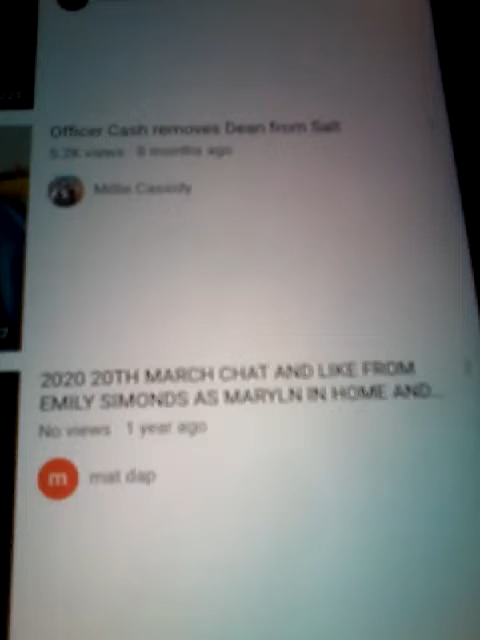 Officer Cash removes Dean from Salt
5.2K views 8 months ago
Millie Cassidy
2020 20TH MARCH CHAT AND LIKE FROM
EMILY SIMONDS AS MARYLN IN HOME AND...
No views 1 year ago
m
mat dap